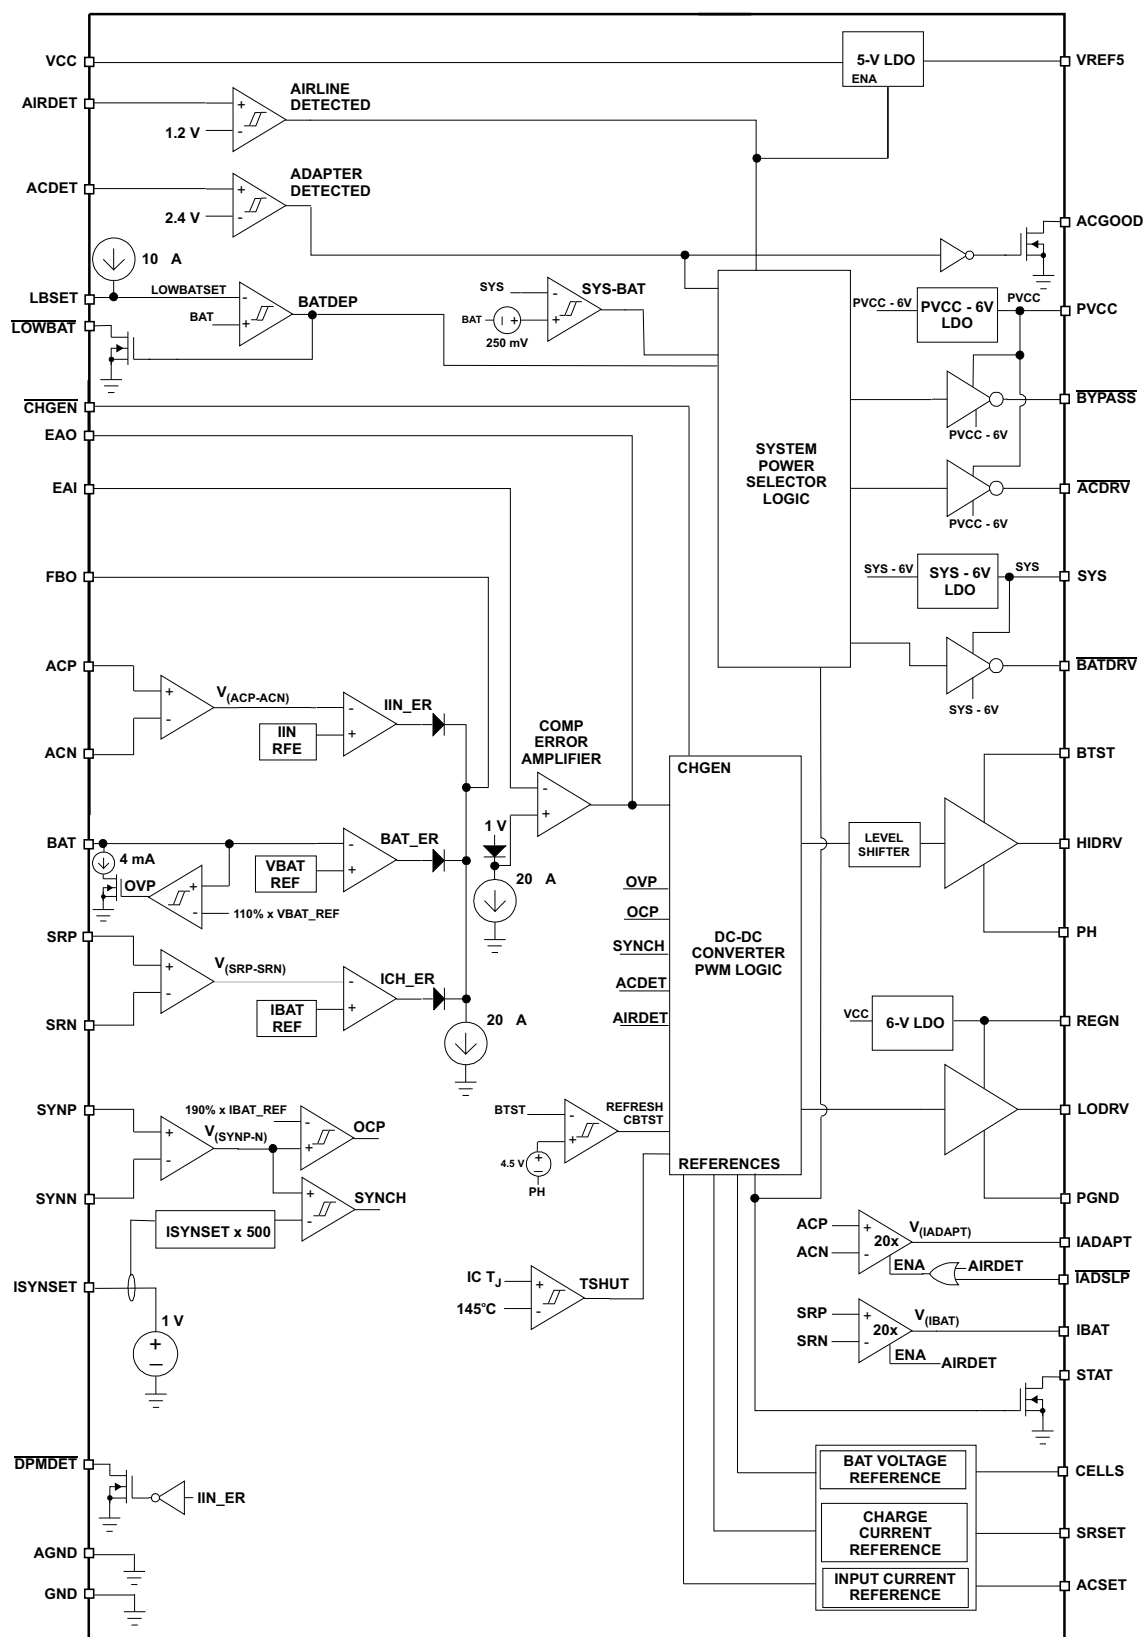 VCC
5-V LDO
ENA
VREF5
AIRDET
+
1.2 V
-
AIRLINE
DETECTED
ACDET
+
2.4 V
-
ADAPTER
DETECTED
ACGOOD
10 A
LBSET
LOWBATSET
-
BAT
+
BATDEP
LOWBAT
SYS
-
BAT
+
250 mV
+
SYS-BAT
PVCC - 6V
PVCC - 6V
LDO
PVCC
PVCC
BYPASS
PVCC - 6V
CHGEN
EAO
EAI
SYSTEM
POWER
SELECTOR
LOGIC
ACDRV
PVCC - 6V
FBO
SYS - 6V
SYS - 6V
LDO
SYS
SYS
BATDRV
SYS - 6V
ACP
+
-
ACN
V(ACP-ACN)
IIN
RFE
-
+
IIN_ER
COMP
ERROR
AMPLIFIER
-
+
1 V
20 A
CHGEN
BTST
BAT
4 mA
OVP
+
-
110% x VBAT_REF
VBAT
REF
-
+
BAT_ER
LEVEL
SHIFTER
HIDRV
OVP
OCP
SYNCH
ACDET
AIRDET
DC-DC
CONVERTER
PWM LOGIC
PH
SRP
+
-
SRN
V(SRP-SRN)
IBAT
REF
-
+
ICH_ER
20 A
VCC
6-V LDO
REGN
SYNP
+
-
SYNN
V(SYNP-N)
190% x IBAT_REF
-
+
OCP
+
-
SYNCH
ISYNSET x 500
BTST
-
+
4.5 V
+
–
PH
REFRESH
CBTST
REFERENCES
LODRV
PGND
ISYNSET
1 V
+
–
IC TJ
+
145°C
-
TSHUT
ACP
+
ACN
-
20x
V(IADAPT)
IADAPT
ENA
AIRDET
IADSLP
SRP
+
SRN
-
20x
V(IBAT)
IBAT
ENA
AIRDET
STAT
DPMDET
IIN_ER
BAT VOLTAGE
REFERENCE
CELLS
CHARGE
CURRENT
REFERENCE
SRSET
INPUT CURRENT
REFERENCE
ACSET
AGND
GND